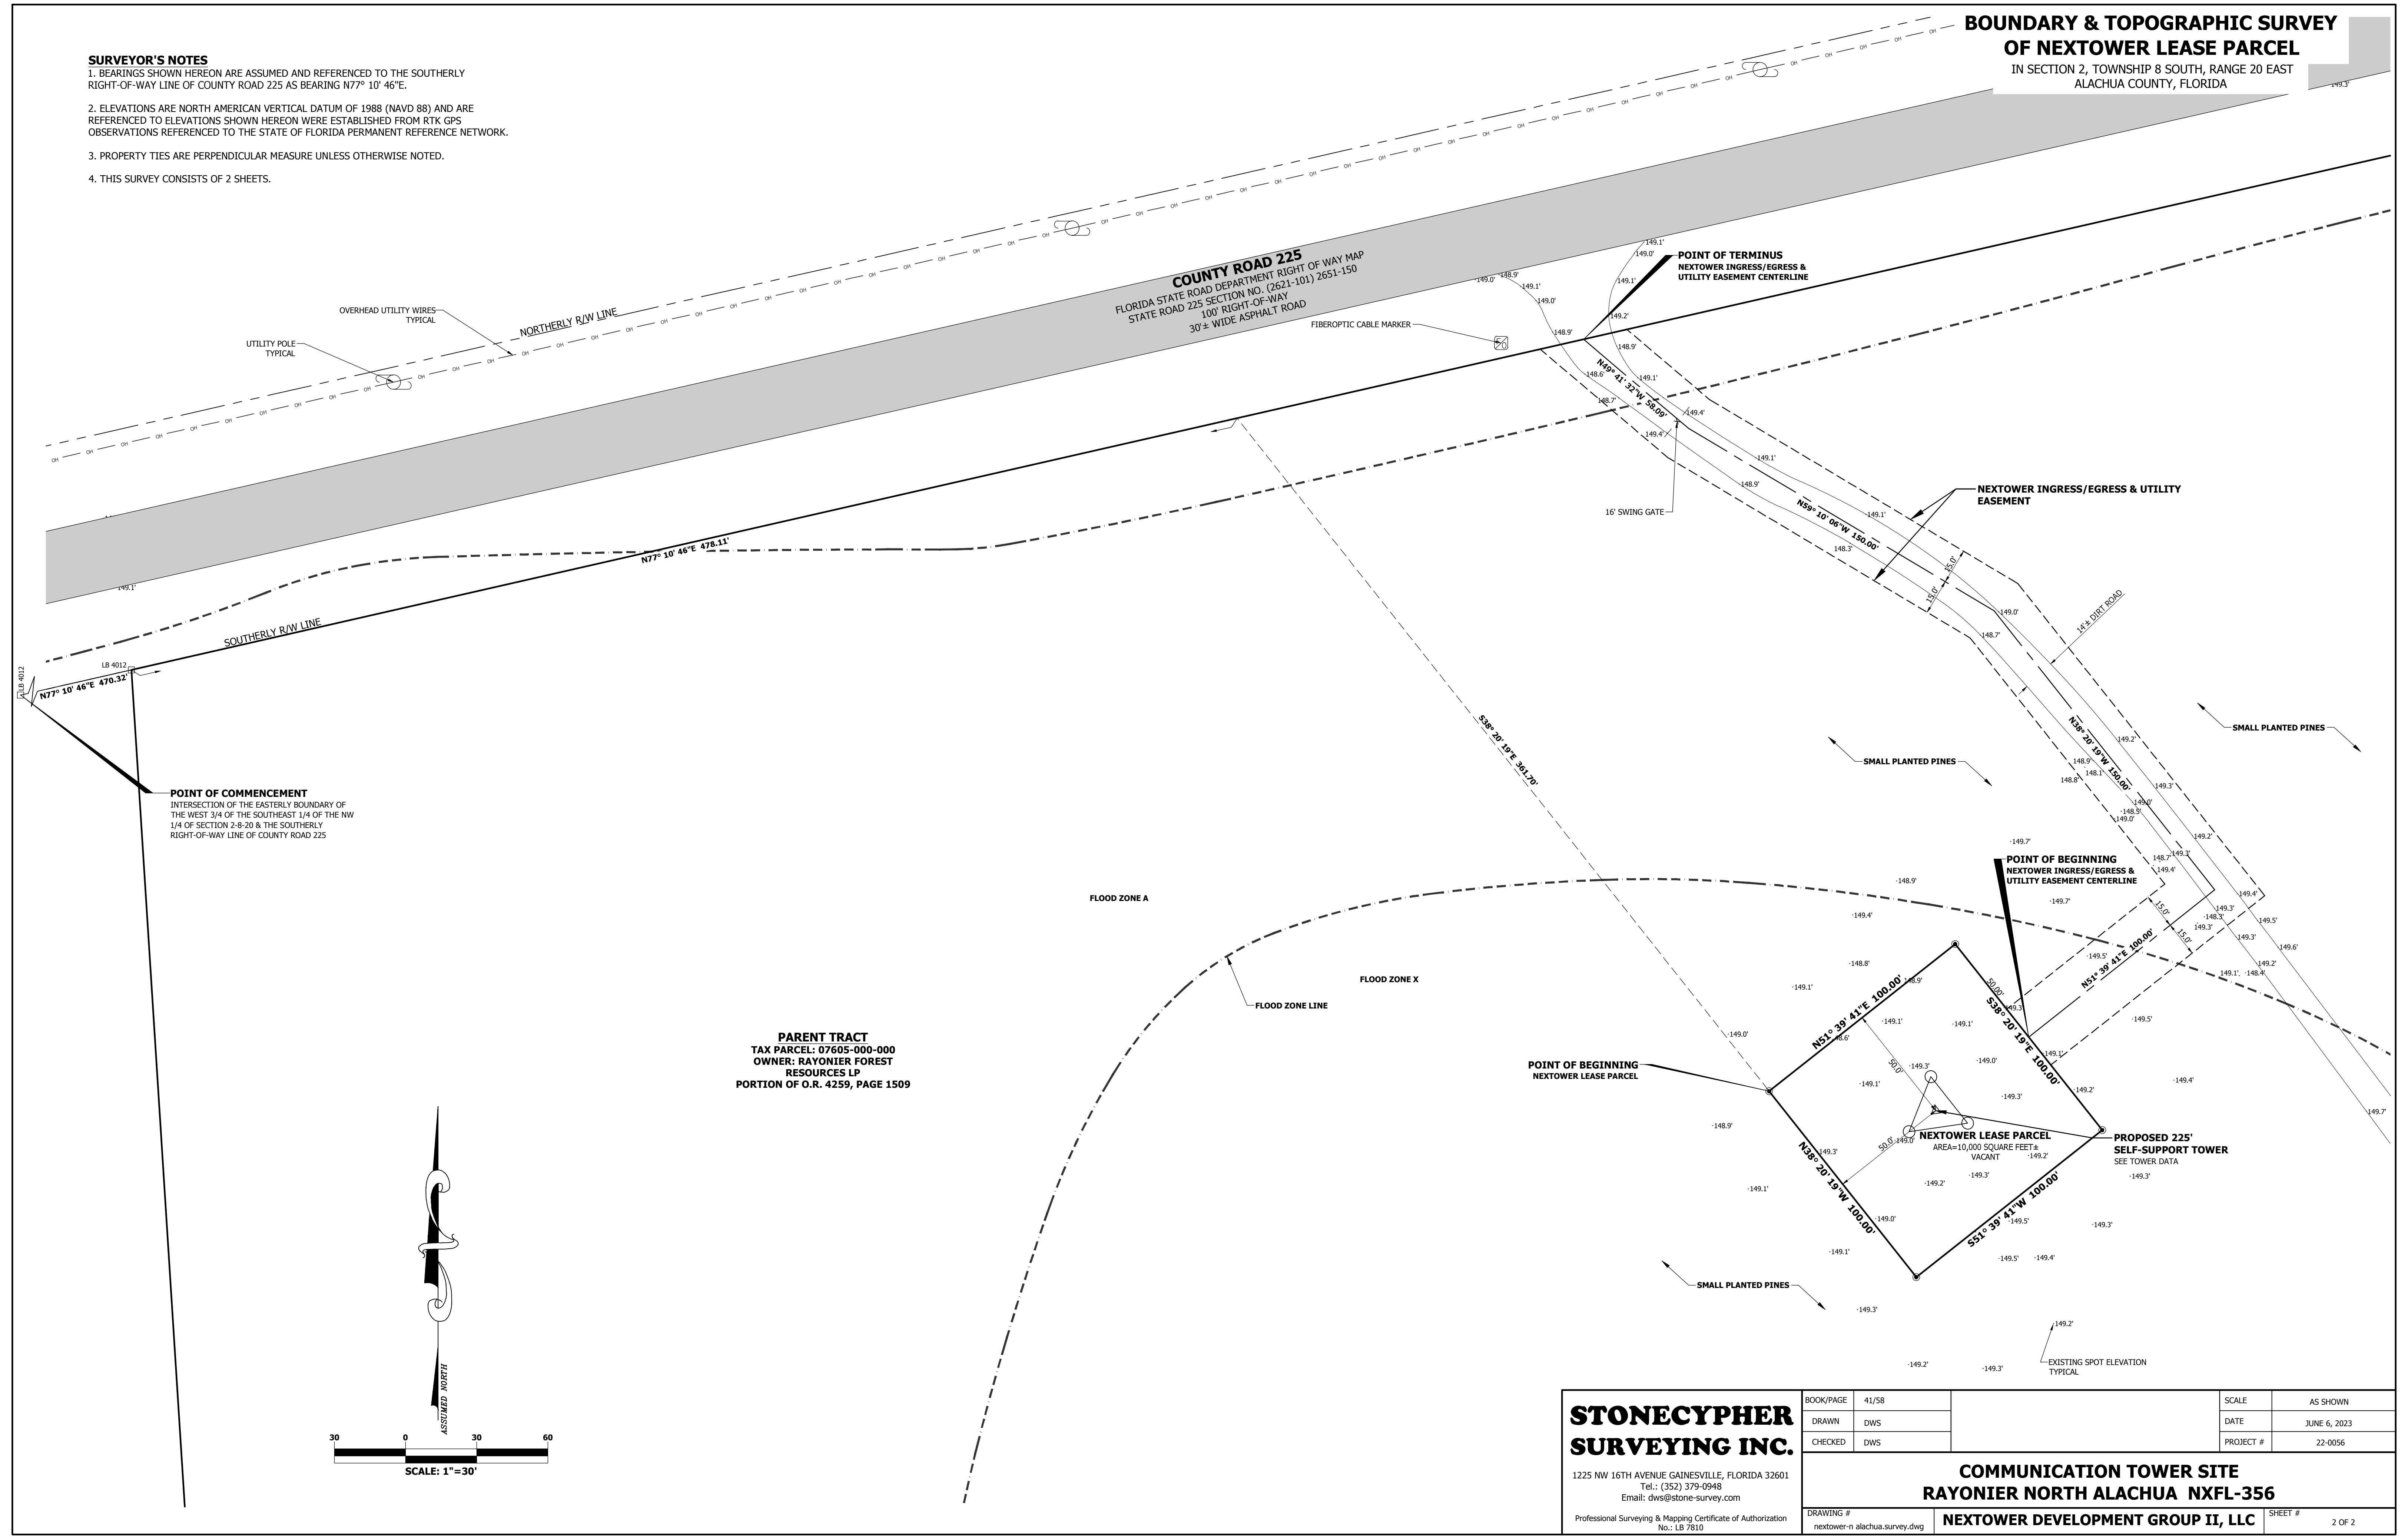 BOUNDARY & TOPOGRAPHIC SURVEY
OF NEXTOWER LEASE PARCEL
IN SECTION 2, TOWNSHIP 8 SOUTH, RANGE 20 EAST
ALACHUA COUNTY, FLORIDA
SURVEYOR'S NOTES
1. BEARINGS SHOWN HEREON ARE ASSUMED AND REFERENCED TO THE SOUTHERLY
RIGHT-OF-WAY LINE OF COUNTY ROAD 225 AS BEARING N77° 10' 46"E.
2. ELEVATIONS ARE NORTH AMERICAN VERTICAL DATUM OF 1988 (NAVD 88) AND ARE
REFERENCED TO ELEVATIONS SHOWN HEREON WERE ESTABLISHED FROM RTK GPS
OBSERVATIONS REFERENCED TO THE STATE OF FLORIDA PERMANENT REFERENCE NETWORK.
3. PROPERTY TIES ARE PERPENDICULAR MEASURE UNLESS OTHERWISE NOTED.
4. THIS SURVEY CONSISTS OF 2 SHEETS.
COUNTY ROAD 225
FLORIDA STATE ROAD DEPARTMENT RIGHT OF WAY MAP
STATE ROAD 225 SECTION NO. (2621-101) 2651-150
100' RIGHT-OF-WAY
30'± WIDE ASPHALT ROAD
POINT OF TERMINUS
NEXTOWER INGRESS/EGRESS &
UTILITY EASEMENT CENTERLINE
OVERHEAD UTILITY WIRES
TYPICAL
NORTHERLY R/W LINE
UTILITY POLE
TYPICAL
FIBEROPTIC CABLE MARKER
N49° 41' 32"W 58.09'
16' SWING GATE
N59° 10' 06"W 150.00'
NEXTOWER INGRESS/EGRESS & UTILITY
EASEMENT
15.0'
15.0'
14'± DIRT ROAD
N77° 10' 46"E 478.11'
SOUTHERLY R/W LINE
LB 4012
LB 4012
N77° 10' 46"E 470.32'
POINT OF COMMENCEMENT
INTERSECTION OF THE EASTERLY BOUNDARY OF
THE WEST 3/4 OF THE SOUTHEAST 1/4 OF THE NW
1/4 OF SECTION 2-8-20 & THE SOUTHERLY
RIGHT-OF-WAY LINE OF COUNTY ROAD 225
S38° 20' 19"E 361.70'
N38° 20' 19"W 150.00'
SMALL PLANTED PINES
SMALL PLANTED PINES
POINT OF BEGINNING
NEXTOWER INGRESS/EGRESS &
UTILITY EASEMENT CENTERLINE
15.0'
15.0'
N51° 39' 41"E 100.00'
FLOOD ZONE A
FLOOD ZONE X
FLOOD ZONE LINE
PARENT TRACT
TAX PARCEL: 07605-000-000
OWNER: RAYONIER FOREST
RESOURCES LP
PORTION OF O.R. 4259, PAGE 1509
POINT OF BEGINNING
NEXTOWER LEASE PARCEL
N51° 39' 41"E 100.00'
50.00'
S38° 20' 19"E 100.00'
50.0'
50.0'
NEXTOWER LEASE PARCEL
AREA=10,000 SQUARE FEET±
VACANT
PROPOSED 225'
SELF-SUPPORT TOWER
SEE TOWER DATA
N38° 20' 19"W 100.00'
S51° 39' 41"W 100.00'
SMALL PLANTED PINES
149.2'
EXISTING SPOT ELEVATION
TYPICAL
ASSUMED NORTH
30 0 30 60
SCALE: 1"=30'
STONECYPHER
SURVEYING INC.
1225 NW 16TH AVENUE GAINESVILLE, FLORIDA 32601
Tel.: (352) 379-0948
Email: dws@stone-survey.com
Professional Surveying & Mapping Certificate of Authorization
No.: LB 7810
BOOK/PAGE 41/58
DRAWN DWS
CHECKED DWS
SCALE AS SHOWN
DATE JUNE 6, 2023
PROJECT # 22-0056
COMMUNICATION TOWER SITE
RAYONIER NORTH ALACHUA NXFL-356
DRAWING #
nextower-n alachua.survey.dwg
NEXTOWER DEVELOPMENT GROUP II, LLC
SHEET #
2 OF 2